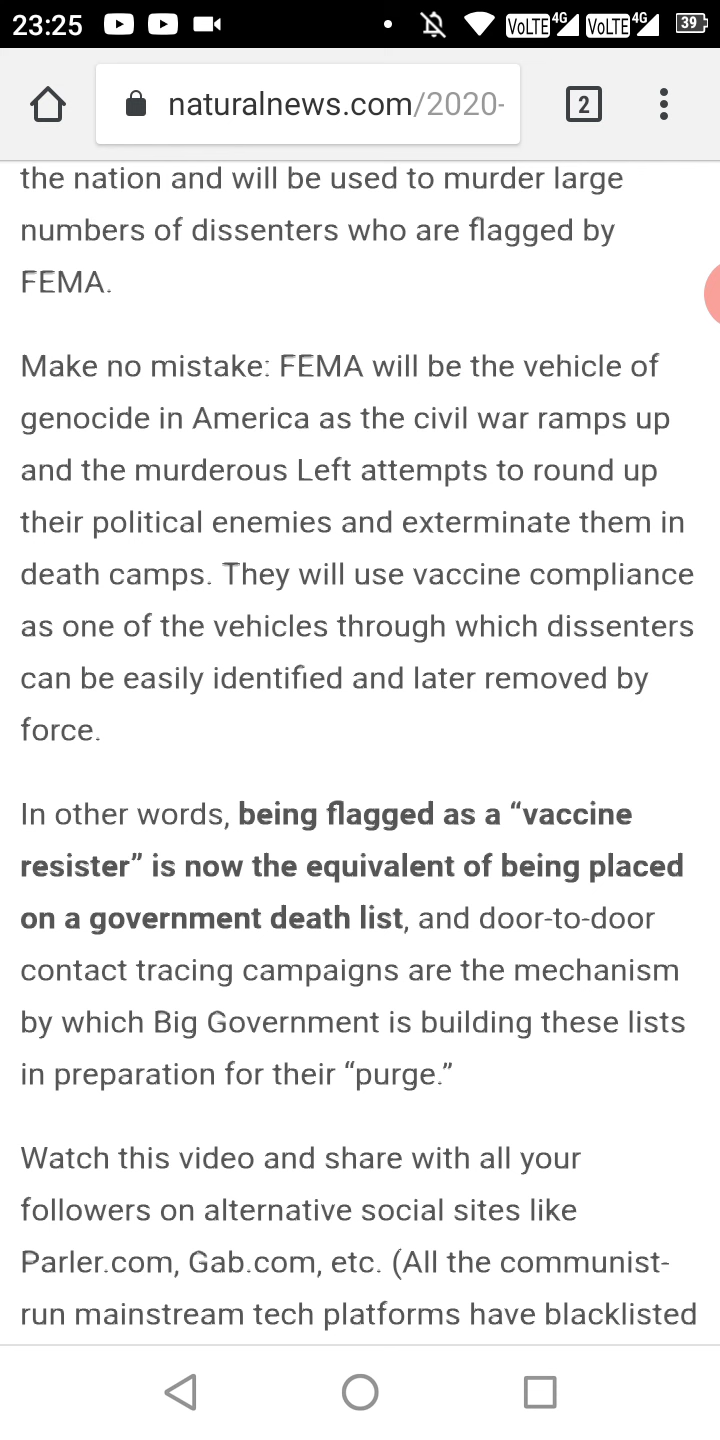 23:25
VoLTE 4G VoLTE 4G 39
naturalnews.com/2020-
2
the nation and will be used to murder large
numbers of dissenters who are flagged by
FEMA.
Make no mistake: FEMA will be the vehicle of
genocide in America as the civil war ramps up
and the murderous Left attempts to round up
their political enemies and exterminate them in
death camps. They will use vaccine compliance
as one of the vehicles through which dissenters
can be easily identified and later removed by
force.
In other words, being flagged as a “vaccine
resister” is now the equivalent of being placed
on a government death list, and door-to-door
contact tracing campaigns are the mechanism
by which Big Government is building these lists
in preparation for their “purge.”
Watch this video and share with all your
followers on alternative social sites like
Parler.com, Gab.com, etc. (All the communist-
run mainstream tech platforms have blacklisted